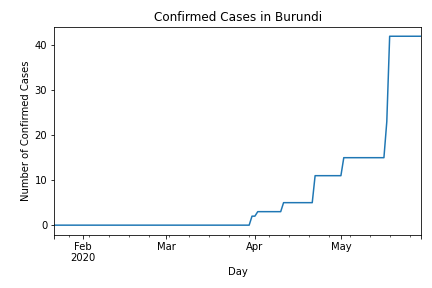 Confirmed Cases in Burundi
Number of Confirmed Cases
40
30
20
10
0
Feb
2020
Mar
Apr
May
Day